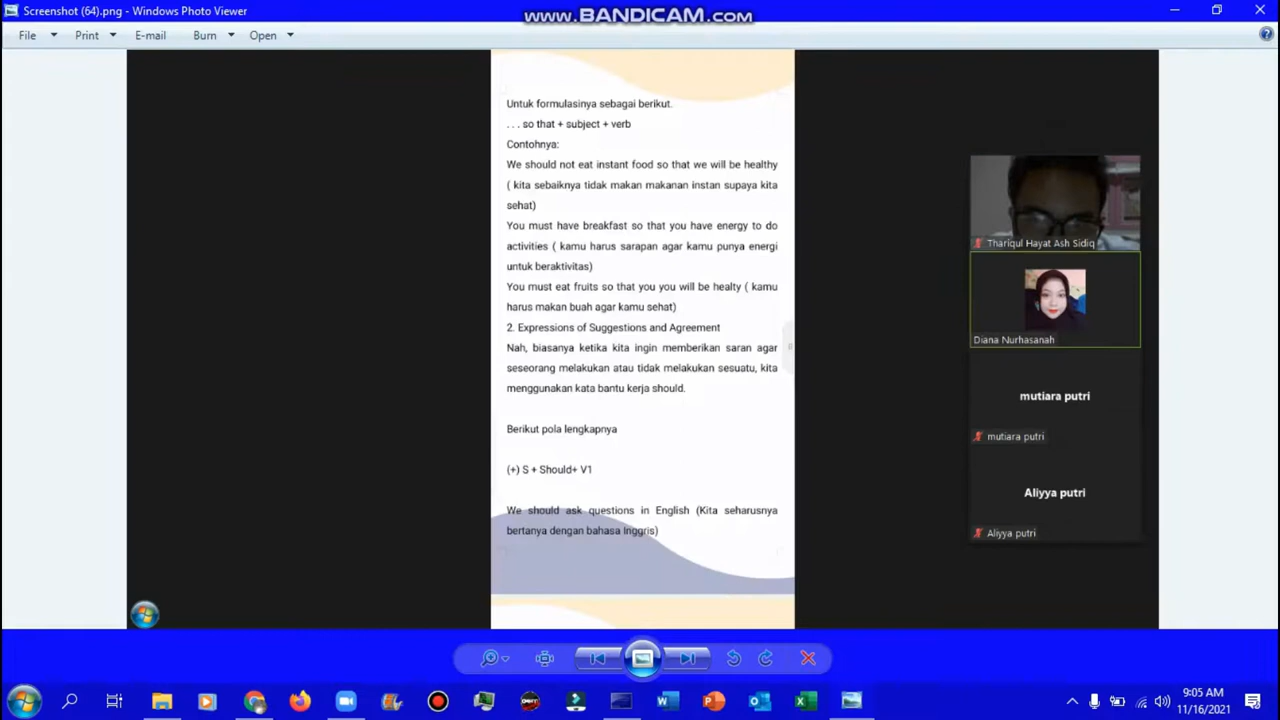 Screenshot (64).png - Windows Photo Viewer
www.BANDICAM.com
File Print E-mail Burn Open
Untuk formulasinya sebagai berikut.
. . . so that + subject + verb
Contohnya:
We should not eat instant food so that we will be healthy
( kita sebaiknya tidak makan makanan instan supaya kita
sehat)
You must have breakfast so that you have energy to do
activities ( kamu harus sarapan agar kamu punya energi
untuk beraktivitas)
You must eat fruits so that you you will be healty ( kamu
harus makan buah agar kamu sehat)
2. Expressions of Suggestions and Agreement
Nah, biasanya ketika kita ingin memberikan saran agar
seseorang melakukan atau tidak melakukan sesuatu, kita
menggunakan kata bantu kerja should.
Berikut pola lengkapnya
(+) S + Should+ V1
We should ask questions in English (Kita seharusnya
bertanya dengan bahasa Inggris)
Thariqul Hayat Ash Sidiq
Diana Nurhasanah
mutiara putri
mutiara putri
Aliyya putri
Aliyya putri
9:05 AM
11/16/2021